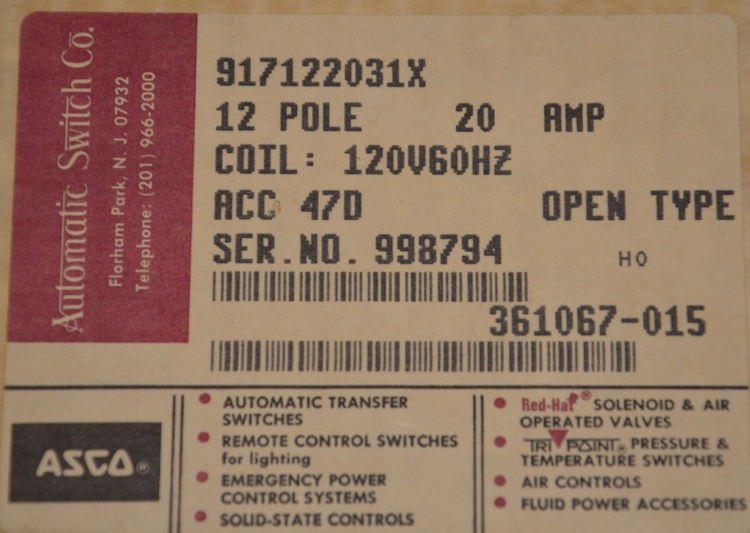 Automatic Switch Co.
Florham Park, N. J. 07932
Telephone: (201) 966-2000
917122031X
12 POLE 20 AMP
COIL: 120V60HZ
ACC 47D OPEN TYPE
SER.NO. 998794 HO
361067-015
ASCO®
AUTOMATIC TRANSFER
SWITCHES
REMOTE CONTROL SWITCHES
for lighting
EMERGENCY POWER
CONTROL SYSTEMS
SOLID-STATE CONTROLS
Red-Hat® SOLENOID & AIR
OPERATED VALVES
TRI POINT® PRESSURE &
TEMPERATURE SWITCHES
AIR CONTROLS
FLUID POWER ACCESSORIES